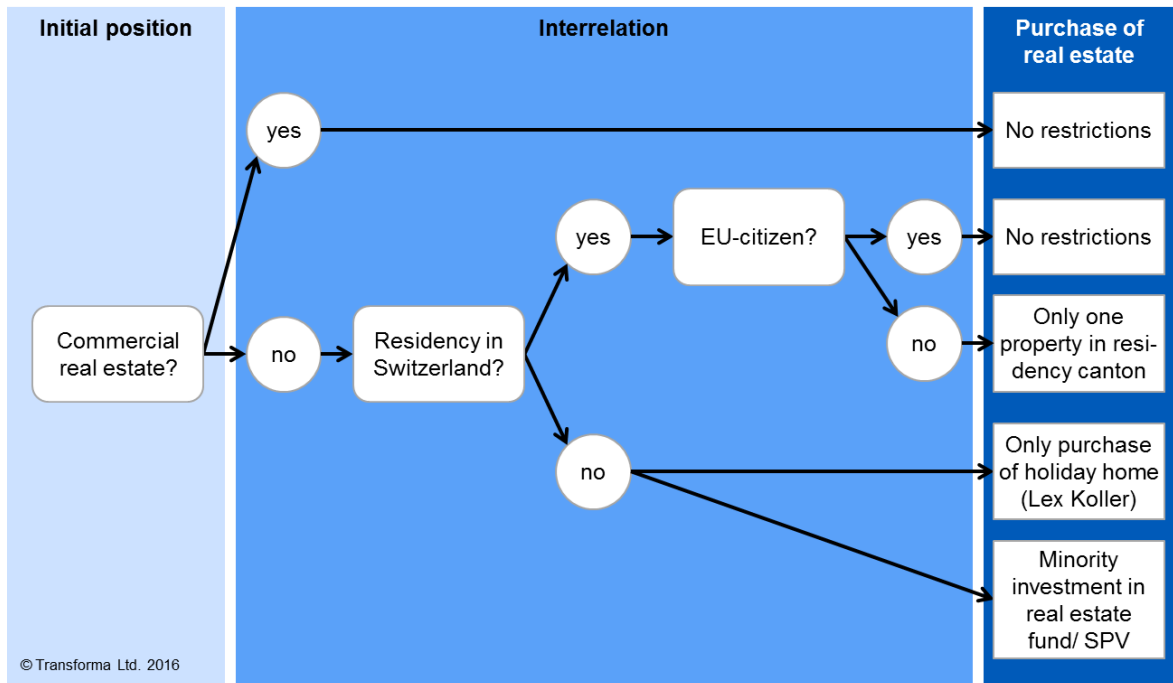 Initial position
Interrelation
Purchase of
real estate
yes
No restrictions
yes
EU-citizen?
yes
No restrictions
Commercial
real estate?
no
Residency in
Switzerland?
no
Only one
property in resi-
dency canton
no
Only purchase
of holiday home
(Lex Koller)
Minority
investment in
real estate
fund/ SPV
© Transforma Ltd. 2016